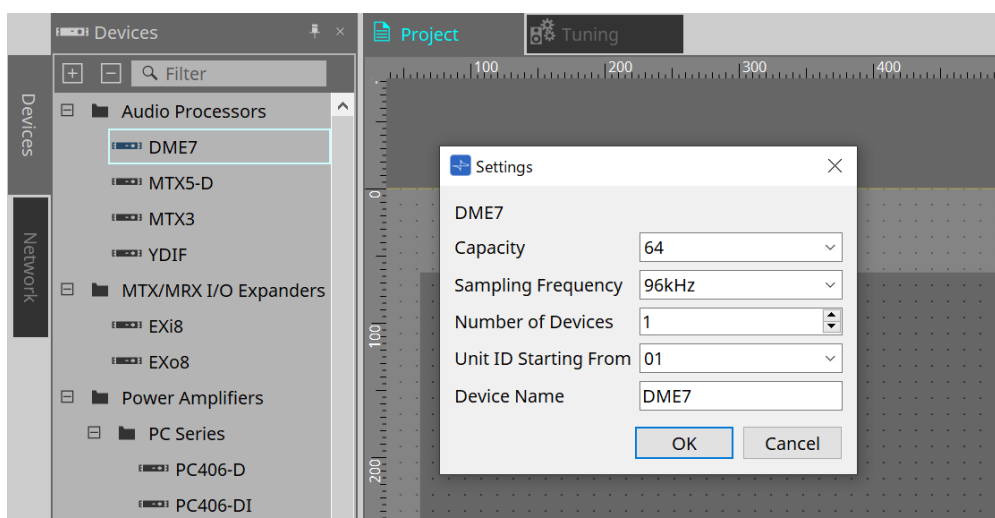 Devices
Network
Devices
Filter
Audio Processors
DME7
MTX5-D
MTX3
YDIF
MTX/MRX I/O Expanders
EXi8
EXo8
Power Amplifiers
PC Series
PC406-D
PC406-DI
Project
Tuning
100
200
300
400
0
100
200
Settings
DME7
Capacity 64
Sampling Frequency 96kHz
Number of Devices 1
Unit ID Starting From 01
Device Name DME7
OK Cancel